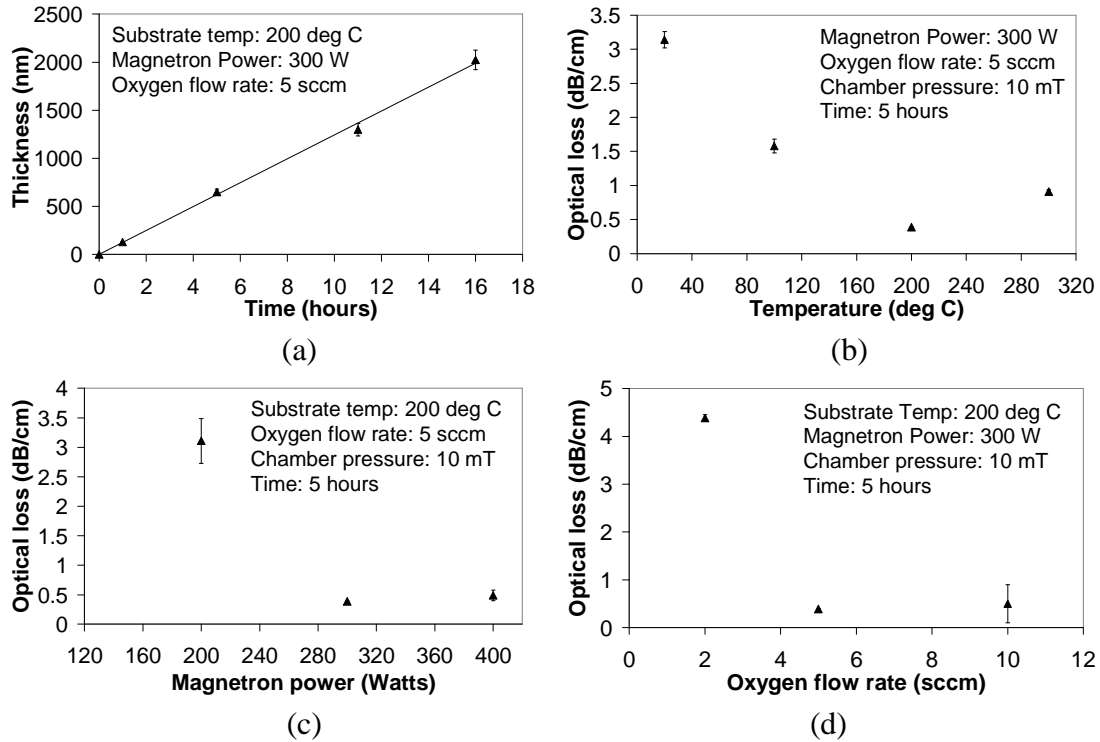 2500
2000
1500
1000
500
0
Thickness (nm)
Substrate temp: 200 deg C
Magnetron Power: 300 W
Oxygen flow rate: 5 sccm
0 2 4 6 8 10 12 14 16 18
Time (hours)
(a)
3.5
3
2.5
2
1.5
1
0.5
0
Optical loss (dB/cm)
Magnetron Power: 300 W
Oxygen flow rate: 5 sccm
Chamber pressure: 10 mT
Time: 5 hours
0 40 80 120 160 200 240 280 320
Temperature (deg C)
(b)
4
3.5
3
2.5
2
1.5
1
0.5
0
Optical loss (dB/cm)
Substrate temp: 200 deg C
Oxygen flow rate: 5 sccm
Chamber pressure: 10 mT
Time: 5 hours
120 160 200 240 280 320 360 400
Magnetron power (Watts)
(c)
5
4
3
2
1
0
Optical loss (dB/cm)
Substrate Temp: 200 deg C
Magnetron Power: 300 W
Chamber pressure: 10 mT
Time: 5 hours
0 2 4 6 8 10 12
Oxygen flow rate (sccm)
(d)